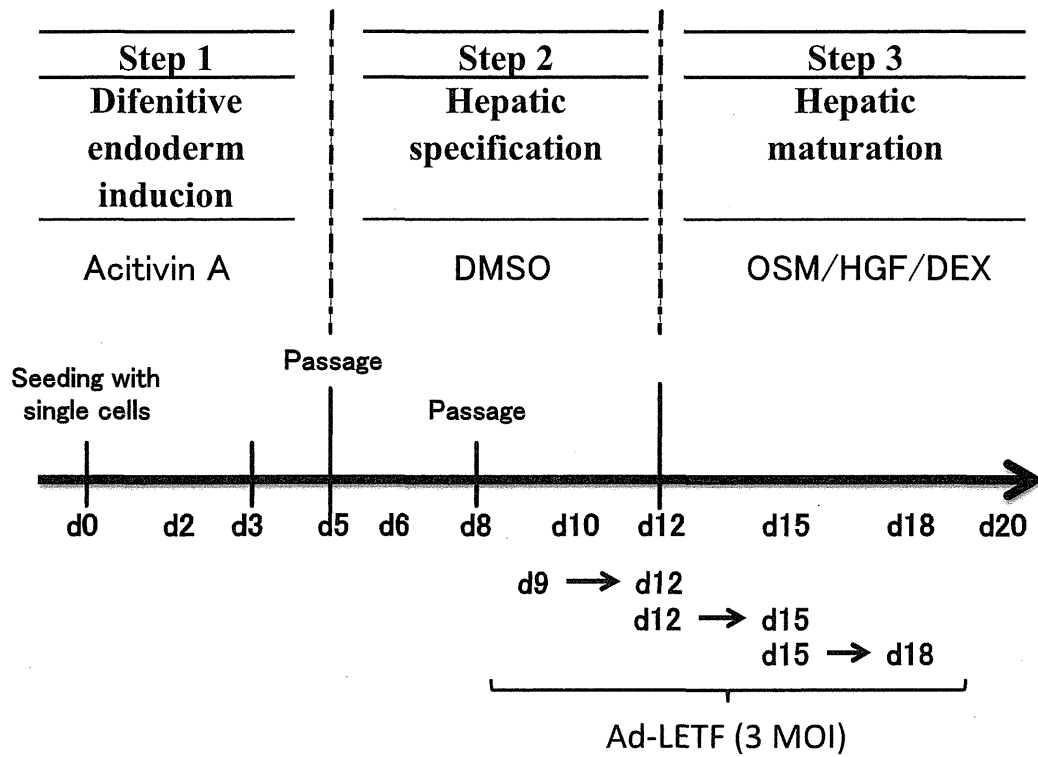 Step 1
Difenitive
endoderm
inducion
Acitivin A
Step 2
Hepatic
specification
DMSO
Step 3
Hepatic
maturation
OSM/HGF/DEX
Seeding with
single cells
Passage
Passage
d0 d2 d3 d5 d6 d8 d10 d12 d15 d18 d20
d9 → d12
d12 → d15
d15 → d18
Ad-LETF (3 MOI)